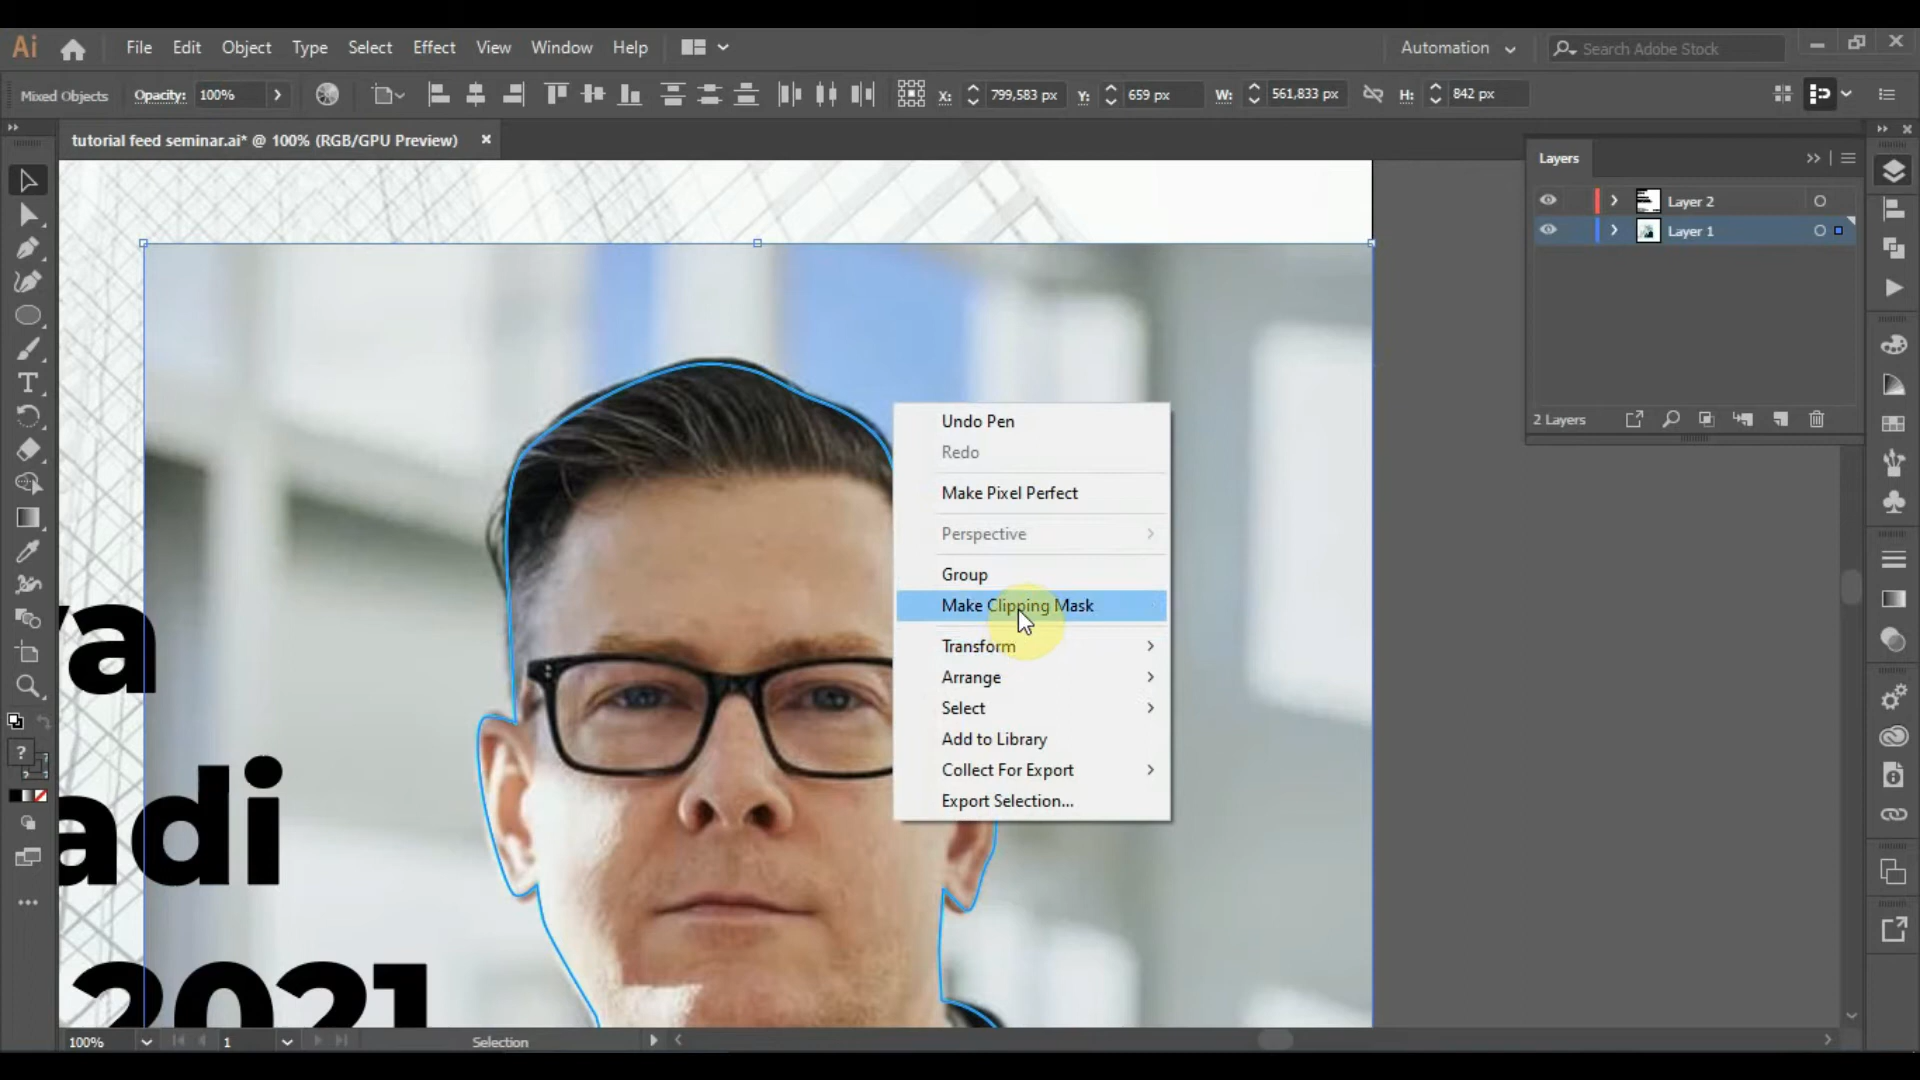 Ai File Edit Object Type Select Effect View Window Help Automation Search Adobe Stock
Mixed Objects Opacity: 100% X: 799,583 px Y: 659 px W: 561,833 px H: 842 px
tutorial feed seminar.ai* @ 100% (RGB/GPU Preview)
Layers
Layer 2
Layer 1
2 Layers
Undo Pen
Redo
Make Pixel Perfect
Perspective
Group
Make Clipping Mask
Transform
Arrange
Select
Add to Library
Collect For Export
Export Selection...
ya
adi
2021
100% 1 Selection